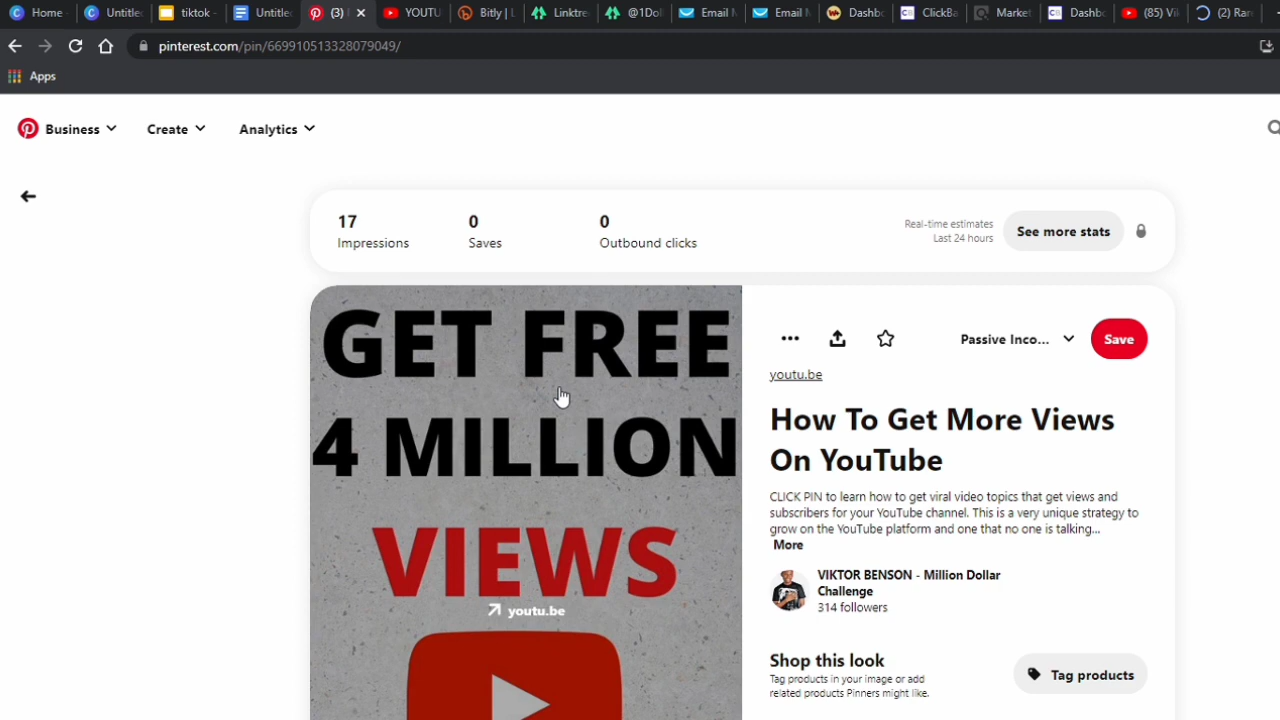 Home -
Untitle
tiktok -
Untitle
(3)
YOUTU
Bitly | L
Linktre
@1Dol
Email M
Email M
Dashbo
ClickBa
Market
Dashbo
(85) Vi
(2) Rar
pinterest.com/pin/669910513328079049/
Apps
Business
Create
Analytics
17
0
0
Impressions
Saves
Outbound clicks
Real-time estimates
Last 24 hours
See more stats
GET FREE
4 MILLION
VIEWS
youtu.be
Passive Inco...
Save
youtu.be
How To Get More Views
On YouTube
CLICK PIN to learn how to get viral video topics that get views and
subscribers for your YouTube channel. This is a very unique strategy to
grow on the YouTube platform and one that no one is talking...
More
VIKTOR BENSON - Million Dollar
Challenge
314 followers
Shop this look
Tag products in your image or add
related products Pinners might like.
Tag products